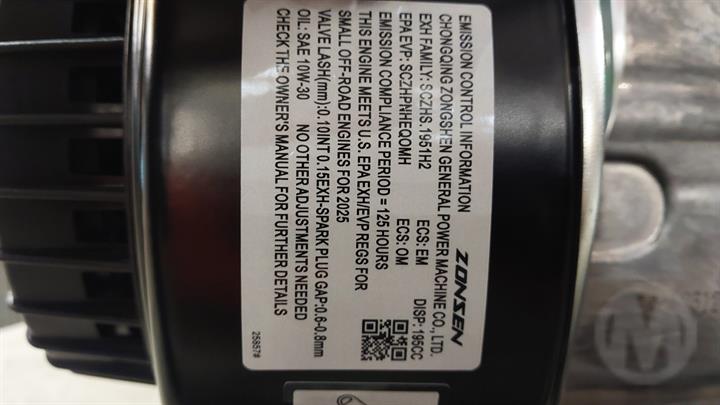 ZONSEN
EMISSION CONTROL INFORMATION
CHONGQING ZONGSHEN GENERAL POWER MACHINE CO., LTD.
EXH FAMILY: SCZHS.1951H2 ECS: EM DISP: 195CC
EPA EVP: SCZHPNHEQOMH ECS: OM
EMISSION COMPLIANCE PERIOD = 125 HOURS
THIS ENGINE MEETS U.S. EPA EXH/EVP REGS FOR
SMALL OFF-ROAD ENGINES FOR 2025
VALVE LASH(mm):0.10INT 0.15EXH-SPARK PLUG GAP:0.6-0.8mm
OIL: SAE 10W-30 NO OTHER ADJUSTMENTS NEEDED
CHECK THE OWNER'S MANUAL FOR FURTHER DETAILS
25857#